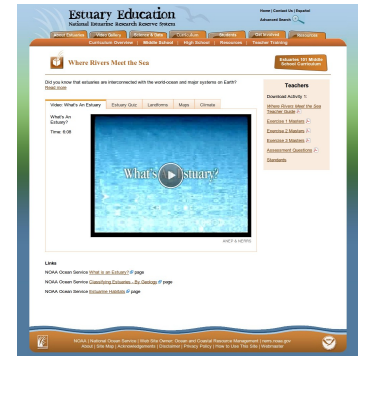 Estuary Education
National Estuarine Research Reserve System
Home | Contact Us | Español
Advanced Search
About Estuaries
Video Gallery
Science & Data
Curriculum
Students
Get Involved
Resources
Curriculum Overview | Middle School | High School | Resources | Teacher Training
Where Rivers Meet the Sea
Estuaries 101 Middle
School Curriculum
Did you know that estuaries are interconnected with the world-ocean and major systems on Earth?
Read more
Video: What's An Estuary
Estuary Quiz
Landforms
Maps
Climate
What's An
Estuary?
Time: 6:08
What's Estuary?
ANEP & NERRS
Teachers
Download Activity 1:
Where Rivers Meet the Sea
Teacher Guide
Exercise 1 Masters
Exercise 2 Masters
Exercise 3 Masters
Assessment Questions
Standards
Links
NOAA Ocean Service What is an Estuary? page
NOAA Ocean Service Classifying Estuaries - By Geology page
NOAA Ocean Service Estuarine Habitats page
NOAA | National Ocean Service | Web Site Owner: Ocean and Coastal Resource Management | nerrs.noaa.gov
About | Site Map | Acknowledgements | Disclaimer | Privacy Policy | How to Use This Site | Webmaster